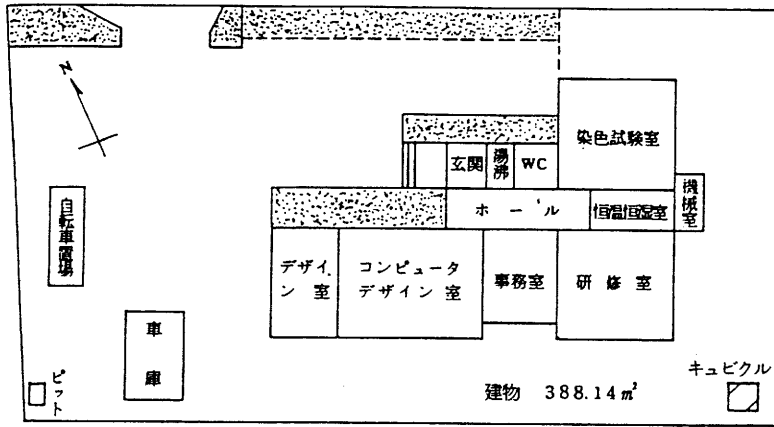 N
染色試験室
玄関
湯沸
WC
機械室
ホール
恒温恒湿室
自転車置場
デザイン室
コンピュータ
デザイン室
事務室
研修室
車庫
ピット
キュビクル
建物 388.14㎡